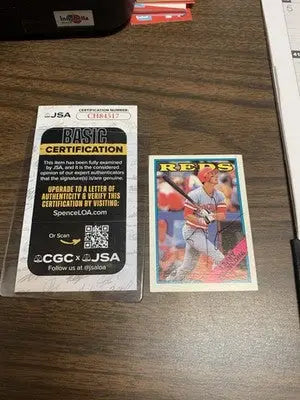 JSA
CERTIFICATION NUMBER:
CH84517
BASIC
CERTIFICATION
This item has been fully examined
by JSA, and it is the considered
opinion of our expert authenticators
that the signature(s) is/are genuine.
UPGRADE TO A LETTER OF
AUTHENTICITY & VERIFY THIS
CERTIFICATION BY VISITING:
SpenceLOA.com
Or Scan
CGC x JSA
Follow us at @jsaloa
REDS